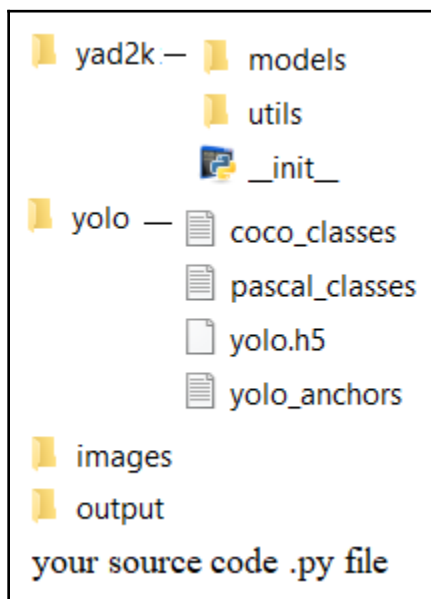 yad2k — models
utils
__init__
yolo — coco_classes
pascal_classes
yolo.h5
yolo_anchors
images
output
your source code .py file